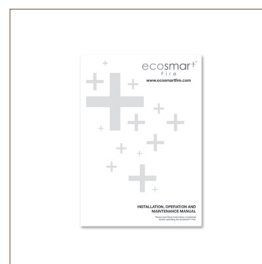 ecosmart
fire
www.ecosmartfire.com
INSTALLATION, OPERATION AND
MAINTENANCE MANUAL